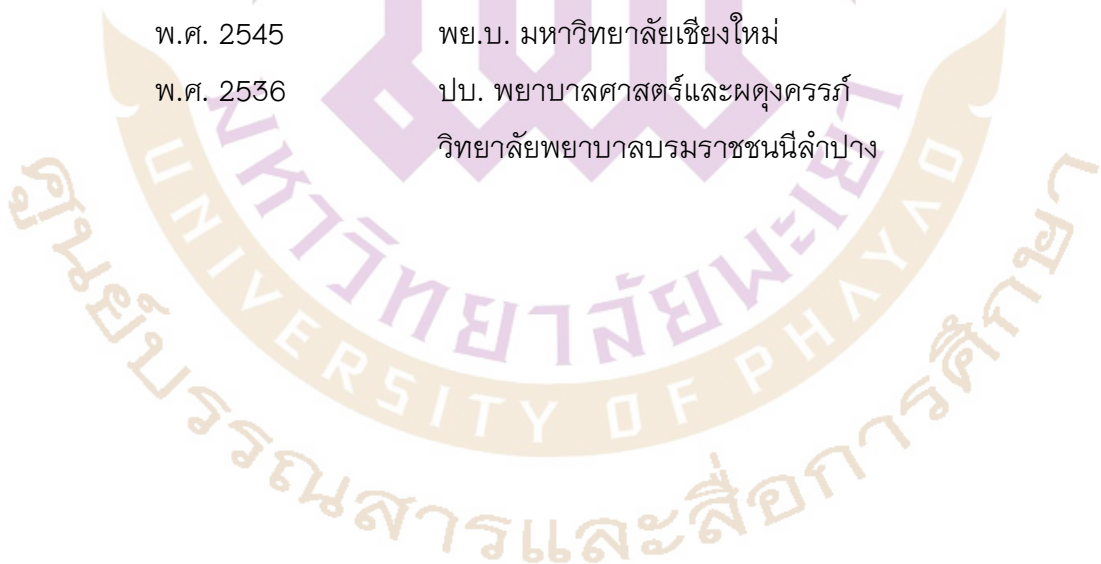 พ.ศ. 2545 พย.บ. มหาวิทยาลัยเชียงใหม่
พ.ศ. 2536 ปบ. พยาบาลศาสตร์และผดุงครรภ์
วิทยาลัยพยาบาลบรมราชชนนีลำปาง
มหาวิทยาลัยพะเยา
UNIVERSITY OF PHAYAO
ศูนย์บรรณสารและสื่อการศึกษา